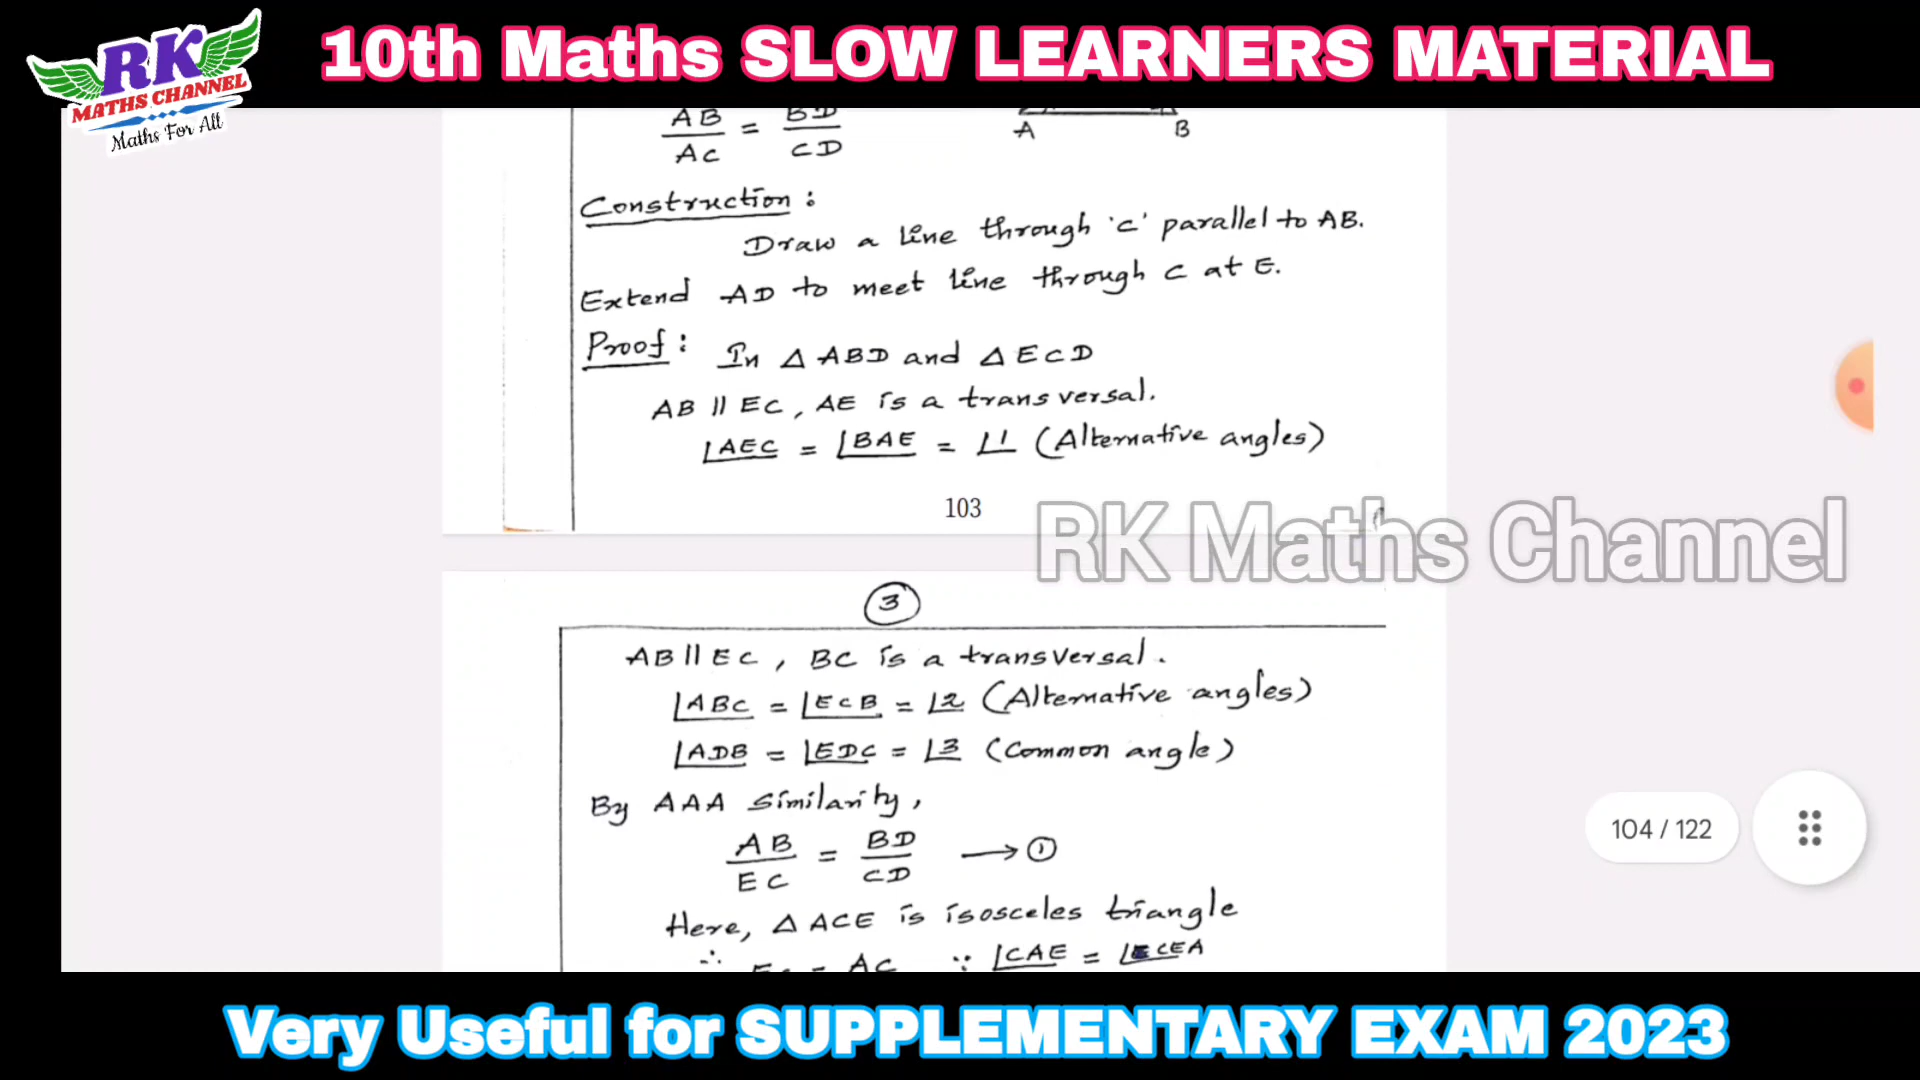 RK
MATHS CHANNEL
Maths For All
10th Maths SLOW LEARNERS MATERIAL
AB/AC = BD/CD
A B
Construction :
Draw a line through 'C' parallel to AB.
Extend AD to meet line through C at E.
Proof : In △ ABD and △ ECD
AB || EC, AE is a transversal.
∠AEC = ∠BAE = ∠1 (Alternative angles)
103
RK Maths Channel
3
AB || EC, BC is a transversal.
∠ABC = ∠ECB = ∠2 (Alternative angles)
∠ADB = ∠EDC = ∠3 (Common angle)
By AAA Similarity,
AB/EC = BD/CD → ①
Here, △ ACE is isosceles triangle
∴ EC = AC ∵ ∠CAE = ∠CEA
104 / 122
Very Useful for SUPPLEMENTARY EXAM 2023